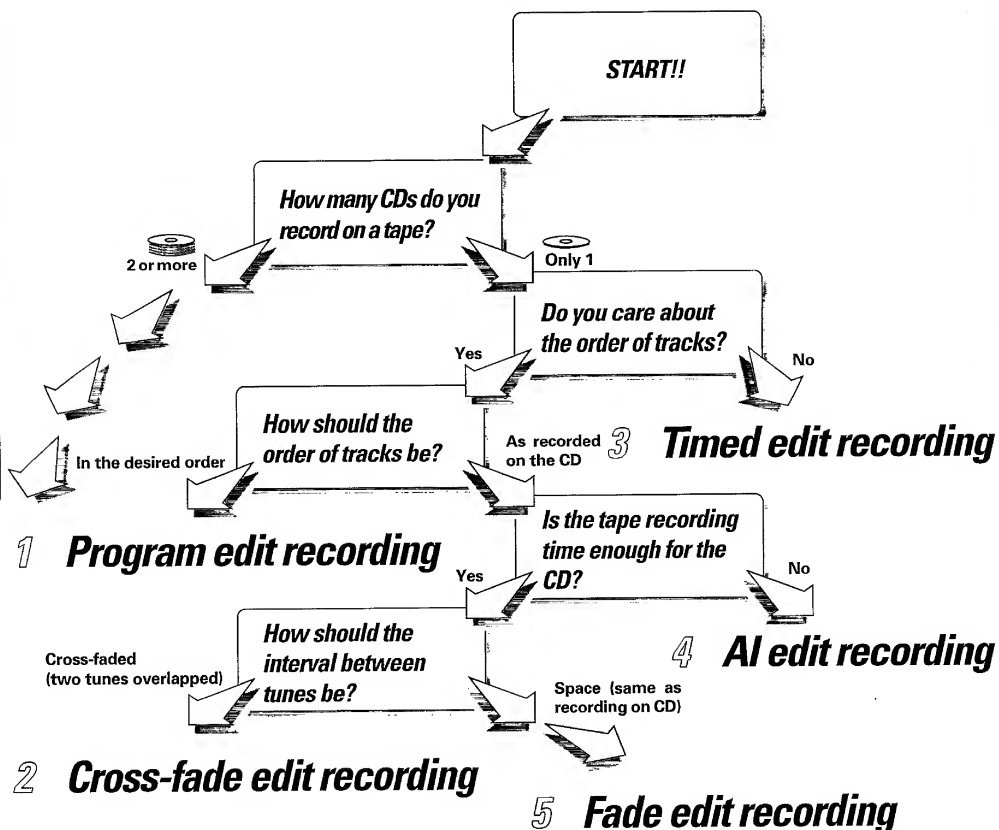 START!!
How many CDs do you
record on a tape?
2 or more
Only 1
Do you care about
the order of tracks?
Yes
No
How should the
order of tracks be?
As recorded
on the CD
3 Timed edit recording
In the desired order
1 Program edit recording
Is the tape recording
time enough for the
CD?
Yes
No
How should the
interval between
tunes be?
4 AI edit recording
Cross-faded
(two tunes overlapped)
Space (same as
recording on CD)
2 Cross-fade edit recording
5 Fade edit recording